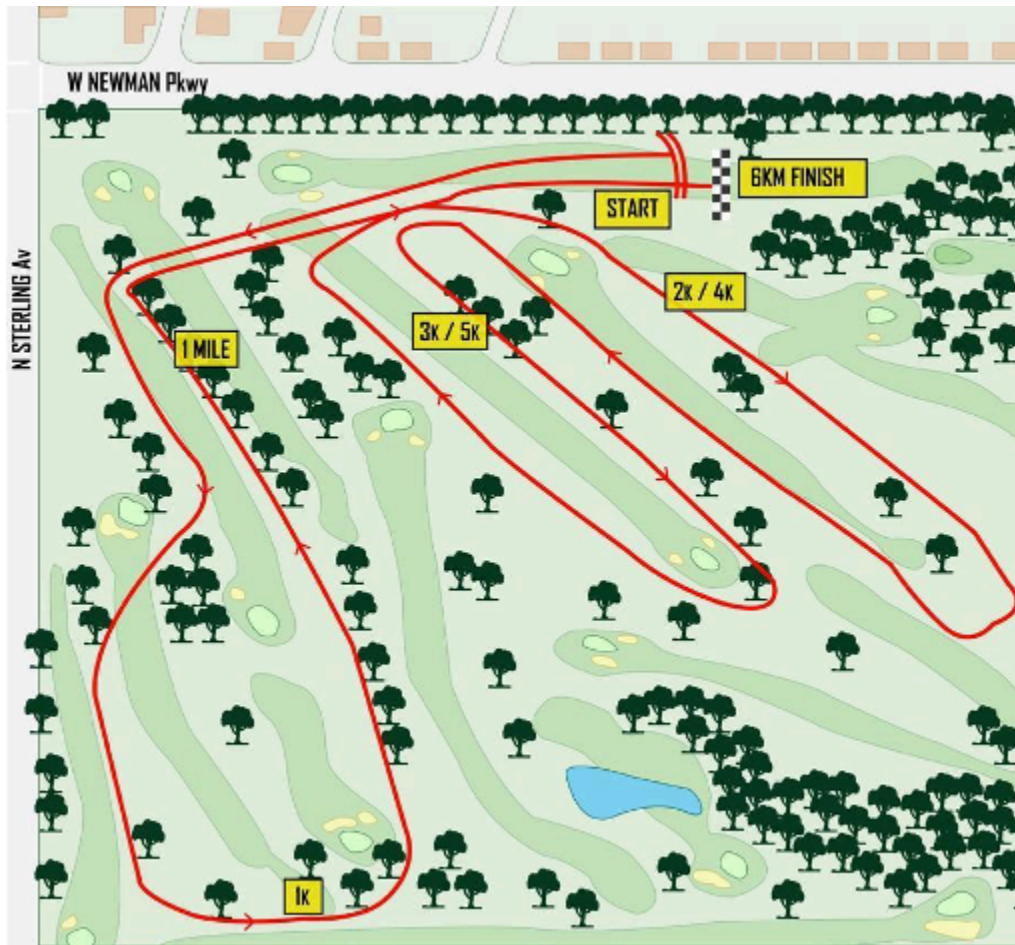 W NEWMAN Pkwy
6KM FINISH
START
N STERLING Av
2K / 4K
3K / 5K
1 MILE
1K